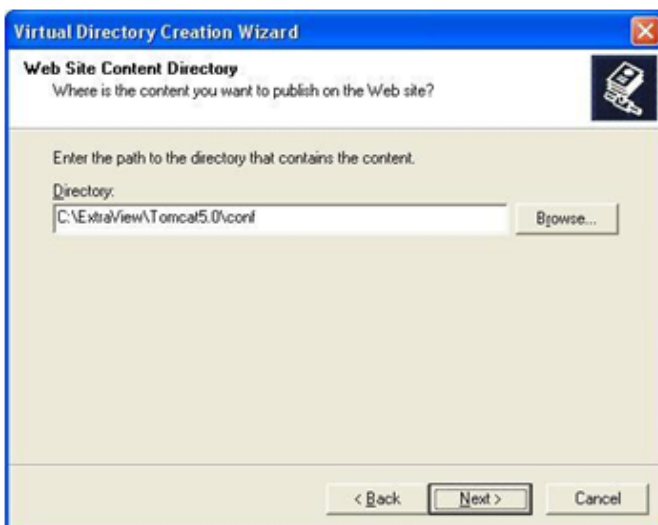 Virtual Directory Creation Wizard
Web Site Content Directory
Where is the content you want to publish on the Web site?
Enter the path to the directory that contains the content.
Directory:
C:\ExtraView\Tomcat5.0\conf
Browse...
< Back
Next >
Cancel